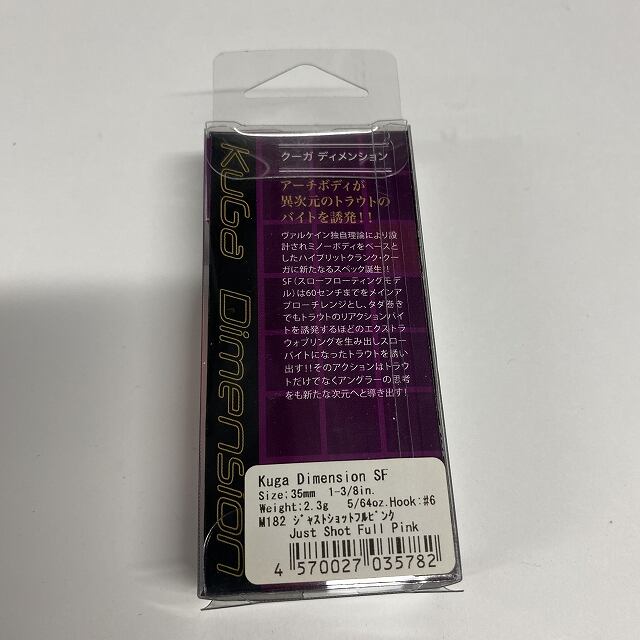 KuGa Dimension
クーガ ディメンション
アーチボディが
異次元のトラウトの
バイトを誘発!!
ヴァルケイン独自理論により設
計されミノーボディをベースと
したハイブリットクランク・クー
ガに新たなるスペック誕生!!
SF(スローフローティングモデ
ル)は60センチまでをメインア
プローチレンジとし、タダ巻き
でもトラウトのリアクションバイ
トを誘発するほどのエクストラ
ウォブリングを生み出しスロー
バイトになったトラウトを誘い
出す!!そのアクションはトラウ
トだけでなくアングラーの思考
をも新たな次元へと導き出す!
Kuga Dimension SF
Size:35mm 1-3/8in.
Weight:2.3g 5/64oz.Hook:#6
M182 ジャストショットフルピンク
Just Shot Full Pink
4 570027 035782